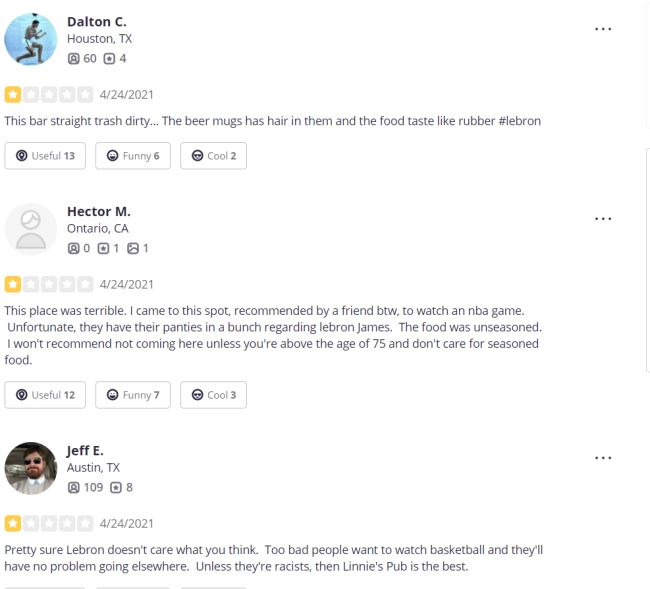 Dalton C.
Houston, TX
60 4
4/24/2021
This bar straight trash dirty... The beer mugs has hair in them and the food taste like rubber #lebron
Useful 13 Funny 6 Cool 2
Hector M.
Ontario, CA
0 1 1
4/24/2021
This place was terrible. I came to this spot, recommended by a friend btw, to watch an nba game.
Unfortunate, they have their panties in a bunch regarding lebron James. The food was unseasoned.
I won't recommend not coming here unless you're above the age of 75 and don't care for seasoned
food.
Useful 12 Funny 7 Cool 3
Jeff E.
Austin, TX
109 8
4/24/2021
Pretty sure Lebron doesn't care what you think. Too bad people want to watch basketball and they'll
have no problem going elsewhere. Unless they're racists, then Linnie's Pub is the best.